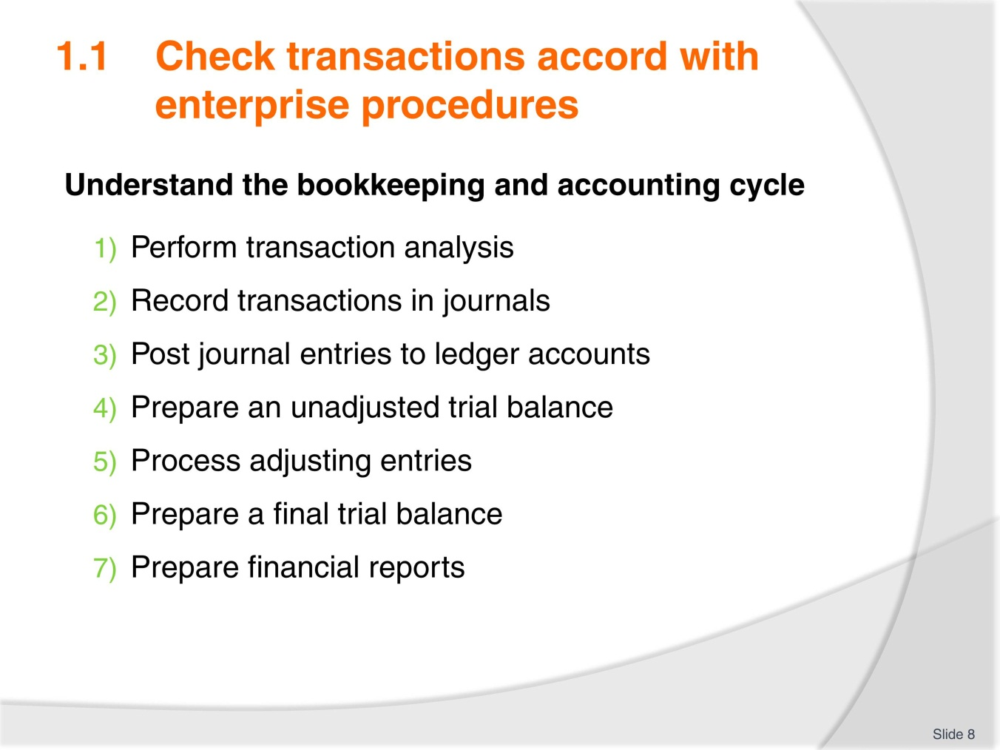 1.1 Check transactions accord with
enterprise procedures
Understand the bookkeeping and accounting cycle
1) Perform transaction analysis
2) Record transactions in journals
3) Post journal entries to ledger accounts
4) Prepare an unadjusted trial balance
5) Process adjusting entries
6) Prepare a final trial balance
7) Prepare financial reports
Slide 8